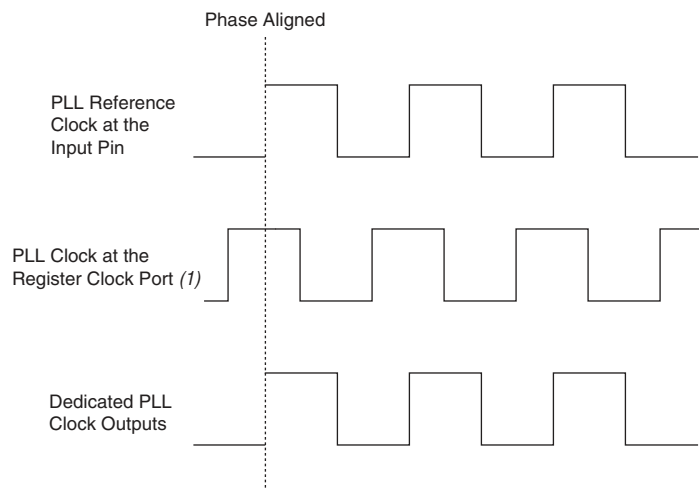 Phase Aligned
PLL Reference
Clock at the
Input Pin
PLL Clock at the
Register Clock Port (1)
Dedicated PLL
Clock Outputs